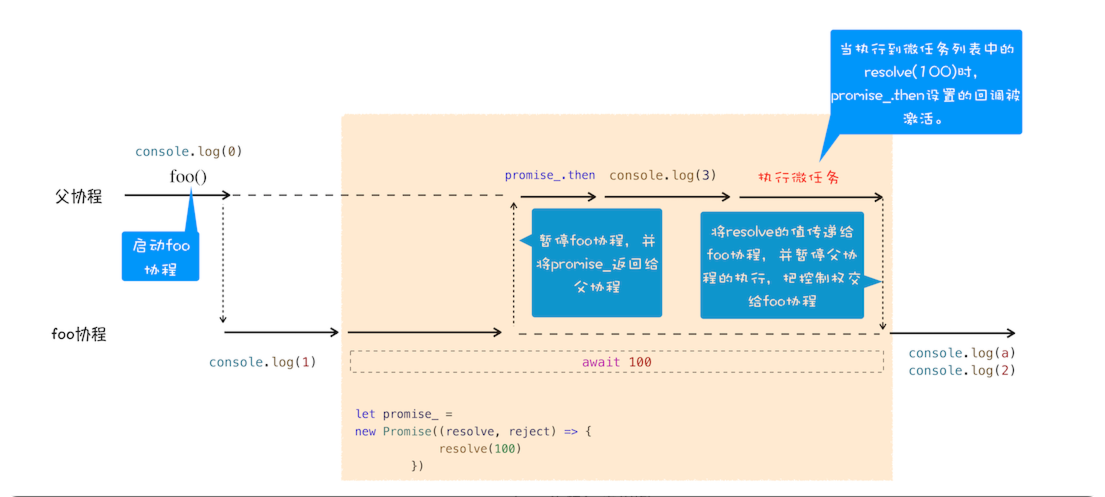 当执行到微任务列表中的
resolve(100)时，
promise_.then设置的回调被
激活。
console.log(0)
foo()
父协程
启动foo
协程
promise_.then
console.log(3)
执行微任务
暂停foo协程，并
将promise_返回给
父协程
将resolve的值传递给
foo协程，并暂停父协
程的执行，把控制权交
给foo协程
foo协程
console.log(1)
await 100
console.log(a)
console.log(2)
let promise_ =
new Promise((resolve, reject) => {
resolve(100)
})